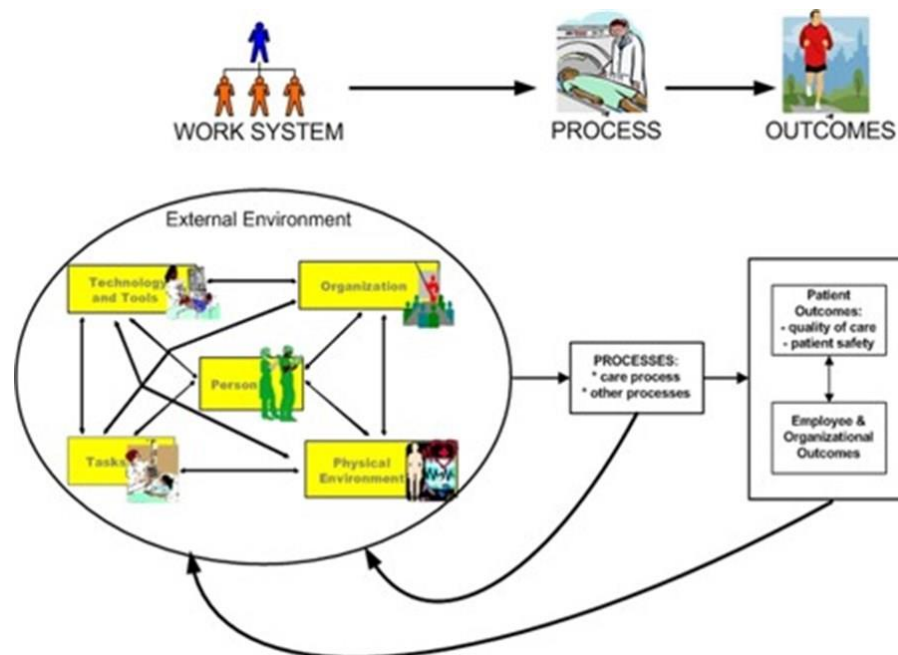 WORK SYSTEM
PROCESS
OUTCOMES
External Environment
Technology
and Tools
Organization
Person
Tasks
Physical
Environment
PROCESSES:
* care process
* other processes
Patient
Outcomes:
- quality of care
- patient safety
Employee &
Organizational
Outcomes